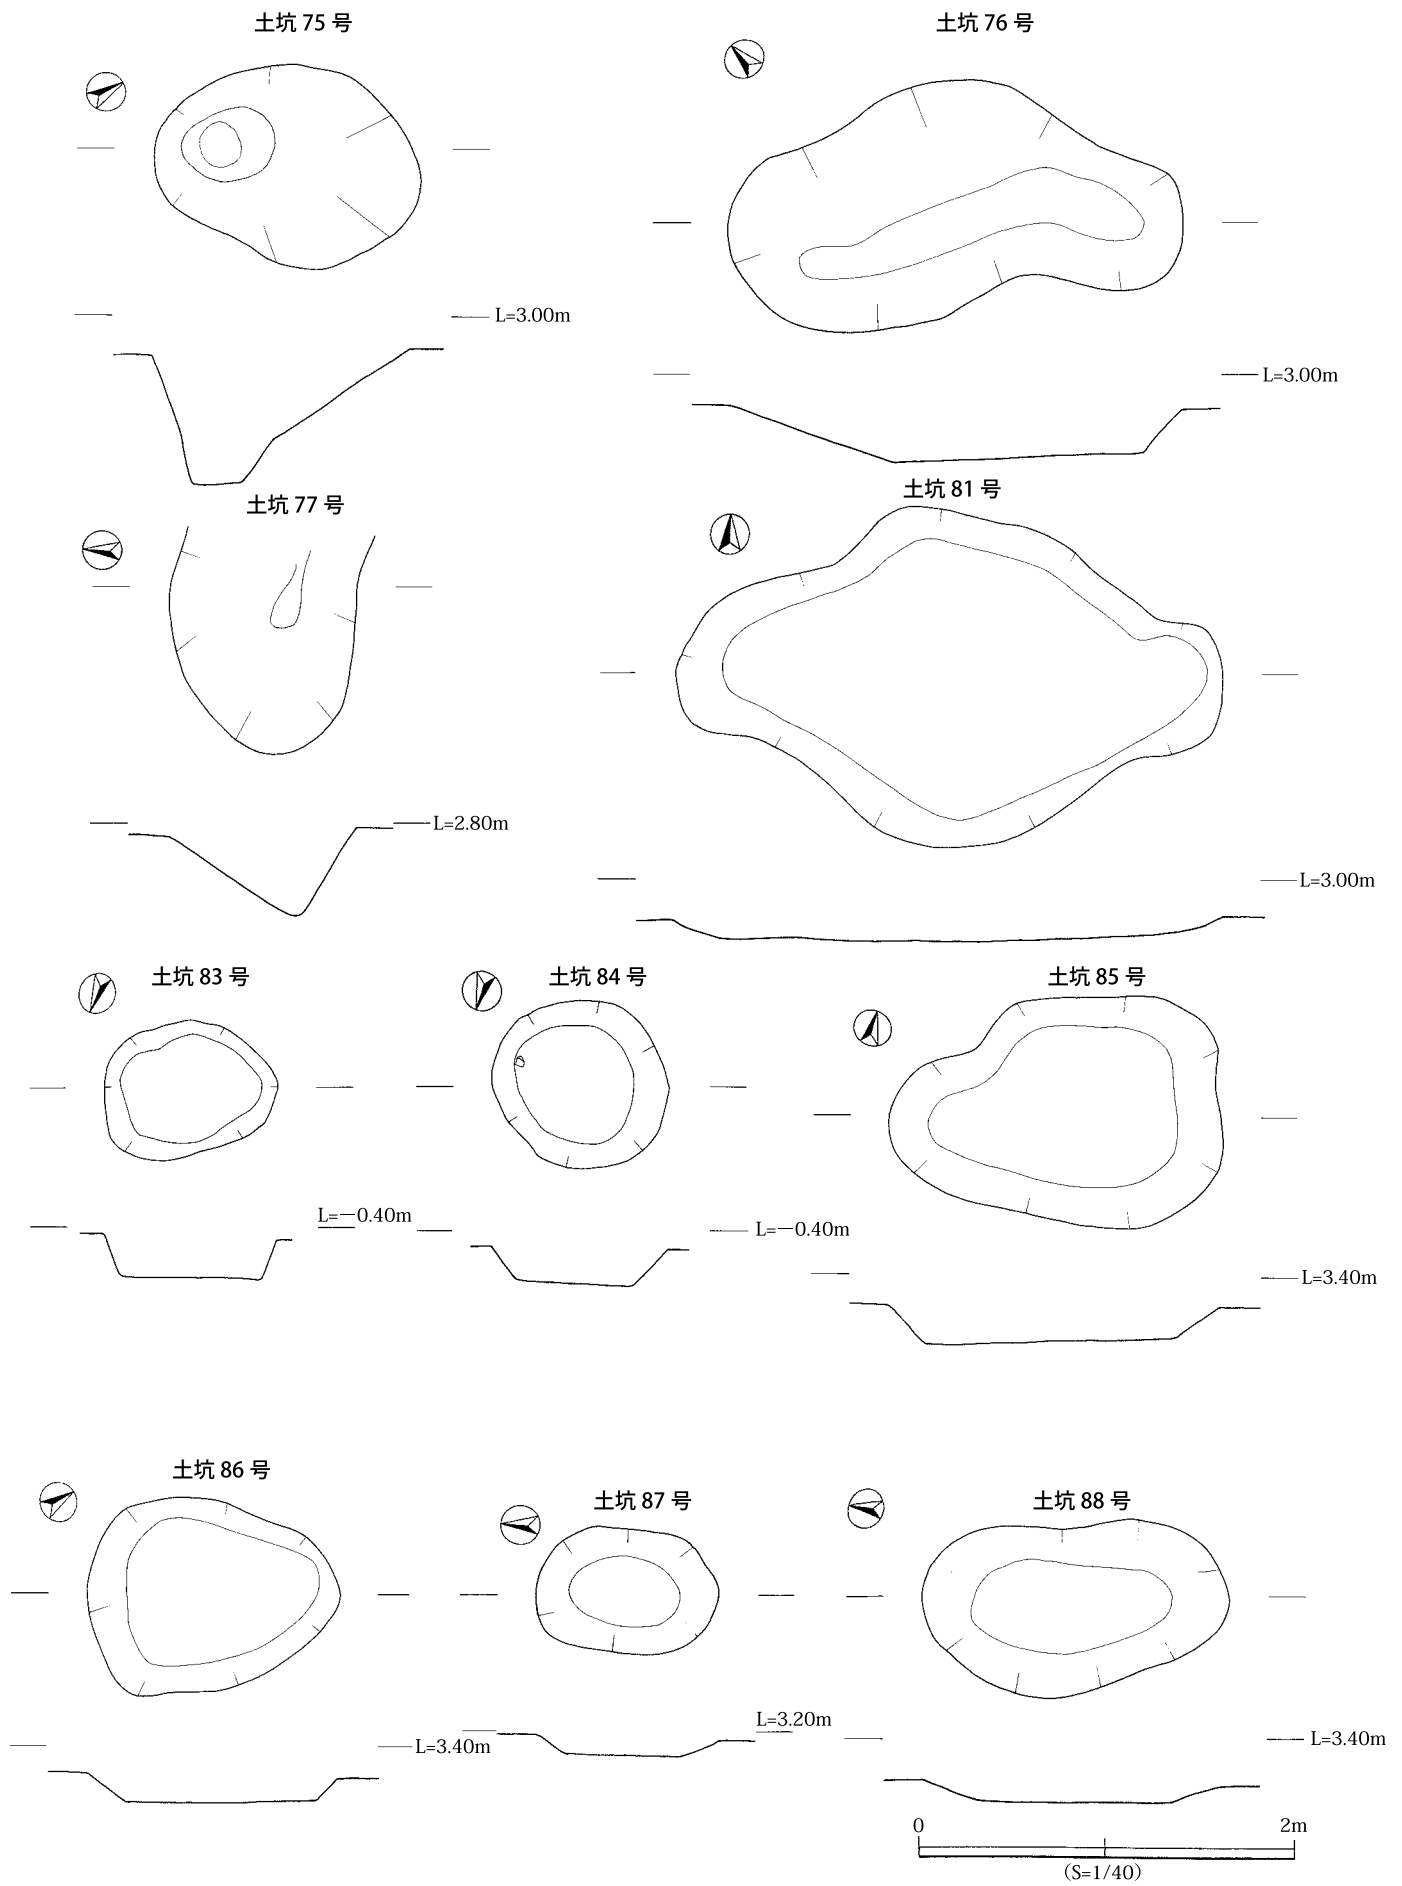 土坑 75 号
土坑 76 号
L=3.00m
L=3.00m
土坑 77 号
土坑 81 号
L=2.80m
L=3.00m
土坑 83 号
土坑 84 号
土坑 85 号
L=－0.40m
L=－0.40m
L=3.40m
土坑 86 号
土坑 87 号
土坑 88 号
L=3.40m
L=3.20m
L=3.40m
0 2m
(S=1/40)